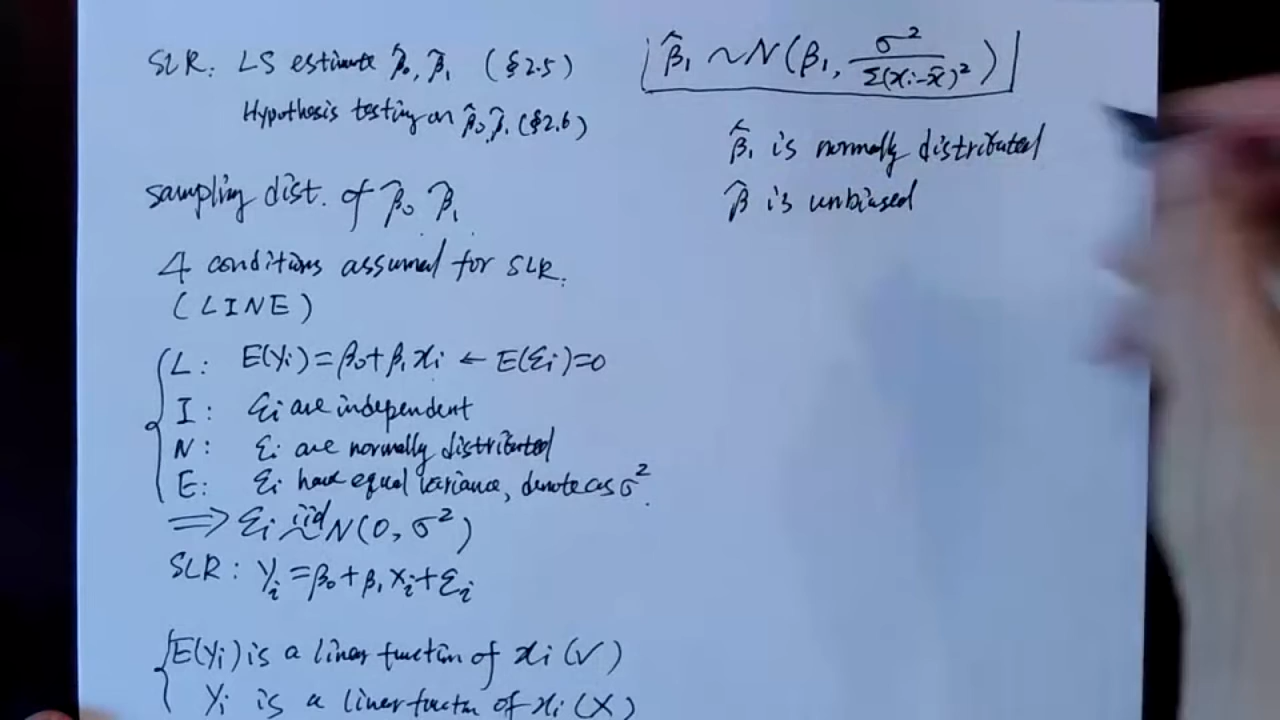 SLR: LS estimate β̂₀, β̂₁ (§2.5)
Hypothesis testing on β̂₀, β̂₁ (§2.6)
sampling dist. of β̂₀ β̂₁
4 conditions assumed for SLR.
(LINE)
L: E(Yi)=β₀+β₁xi ← E(εi)=0
I: εi are independent
N: εi are normally distributed
E: εi have equal variance, denote as σ².
⟹ εi iid~ N(0, σ²)
SLR: Yi=β₀+β₁xi+εi
E(Yi) is a linear function of xi (√)
Yi is a linear functn of xi (X)
β̂₁ ~ N(β₁, σ²/Σ(xi-x̄)²)
β̂₁ is normally distributed
β̂ is unbiased